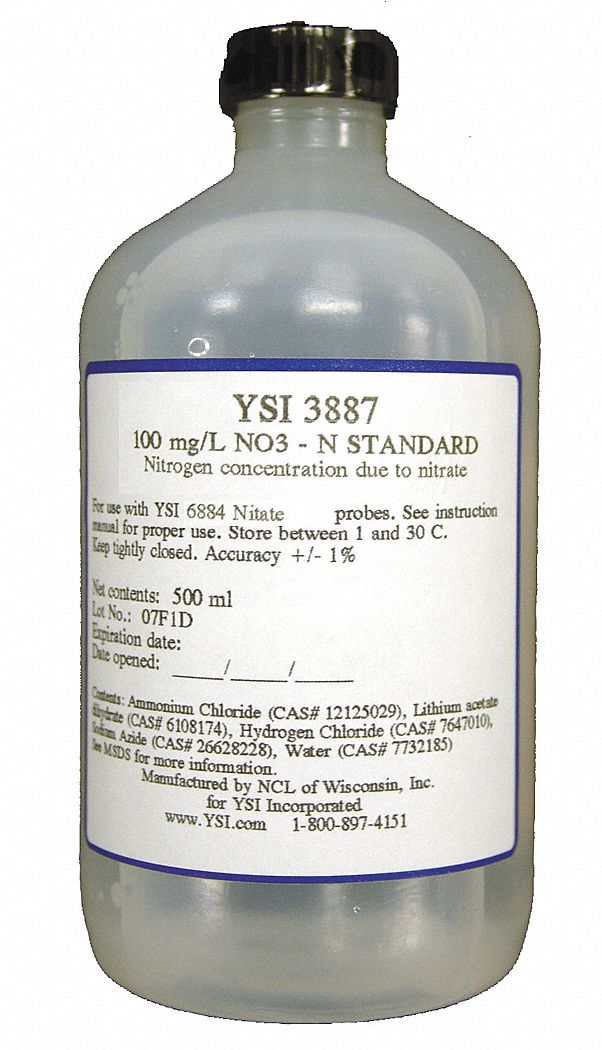 YSI 3887
100 mg/L NO3 - N STANDARD
Nitrogen concentration due to nitrate
For use with YSI 6884 Nitate probes. See instruction
manual for proper use. Store between 1 and 30 C.
Keep tightly closed. Accuracy +/- 1%
Net contents: 500 ml
Lot No.: 07F1D
Expiration date:
Date opened: _____/_____/_____
Contents: Ammonium Chloride (CAS# 12125029), Lithium acetate
dihydrate (CAS# 6108174), Hydrogen Chloride (CAS# 7647010),
Sodium Azide (CAS# 26628228), Water (CAS# 7732185)
See MSDS for more information.
Manufactured by NCL of Wisconsin, Inc.
for YSI Incorporated
www.YSI.com 1-800-897-4151